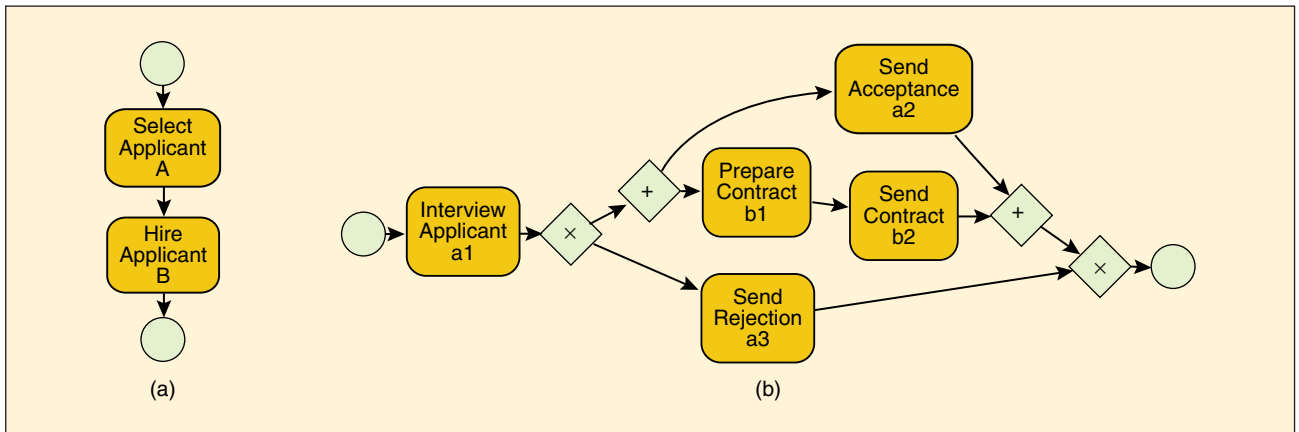 Select
Applicant
A
Hire
Applicant
B
(a)
Interview
Applicant
a1
×
+
Send
Acceptance
a2
Prepare
Contract
b1
Send
Contract
b2
+
Send
Rejection
a3
×
(b)